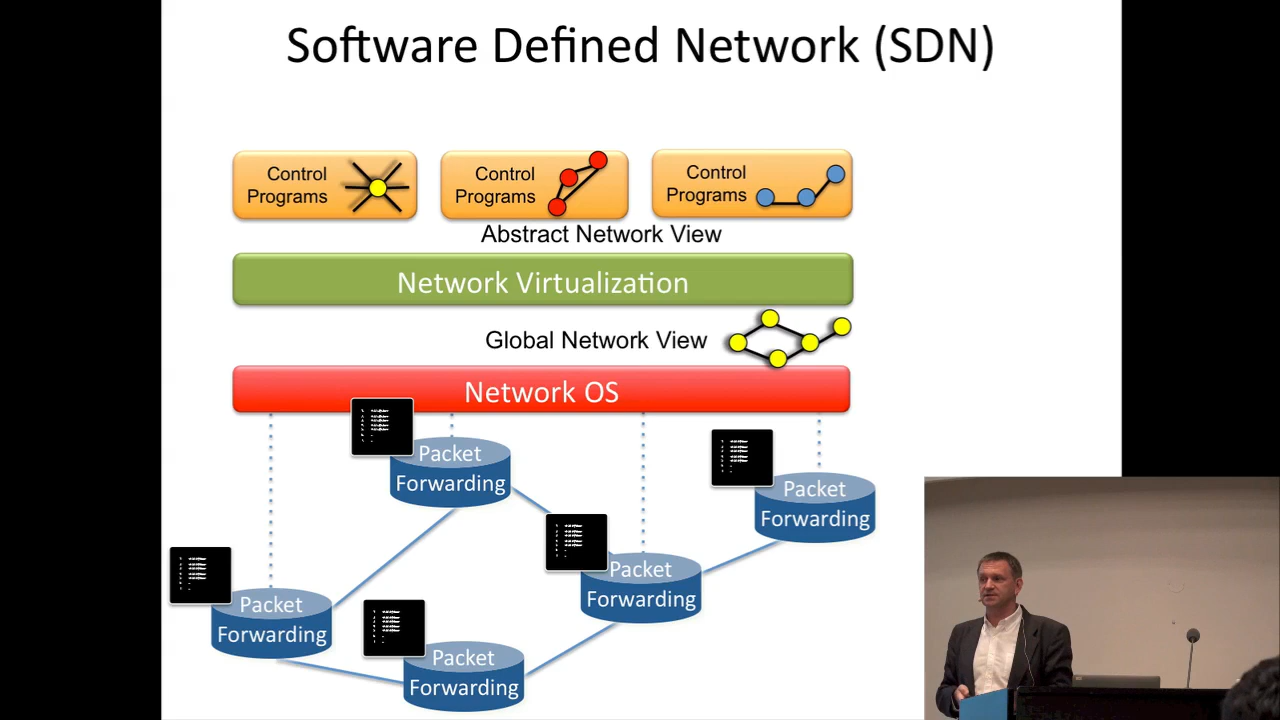 Software Defined Network (SDN)
Control
Programs
Control
Programs
Control
Programs
Abstract Network View
Network Virtualization
Global Network View
Network OS
Packet
Forwarding
Packet
Forwarding
Packet
Forwarding
Packet
Forwarding
Packet
Forwarding